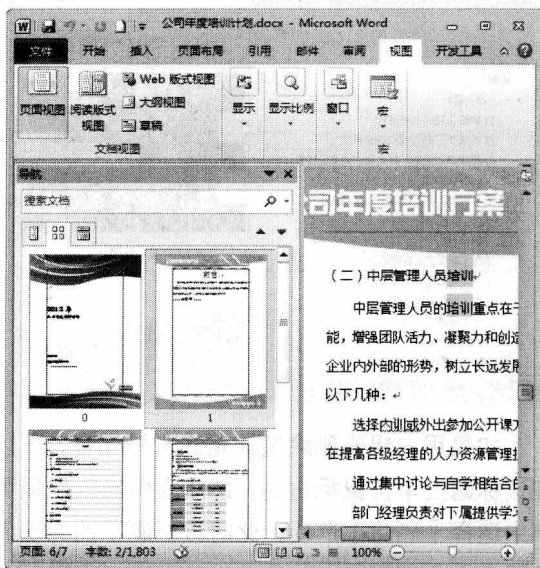 公司年度培训计划.docx - Microsoft Word
文件 开始 插入 页面布局 引用 邮件 审阅 视图 开发工具
页面视图 阅读版式视图 Web 版式视图 大纲视图 草稿 显示 显示比例 窗口 宏
文档视图 宏
导航
搜索文档
0 1
司年度培训方案
（二）中层管理人员培训
中层管理人员的培训重点在于
能，增强团队活力、凝聚力和创造
企业内外部的形势，树立长远发展
以下几种：
选择内训或外出参加公开课方
在提高各级经理的人力资源管理
通过集中讨论与自学相结合的
部门经理负责对下属提供学习
页面: 6/7 字数: 2/1,803 100%